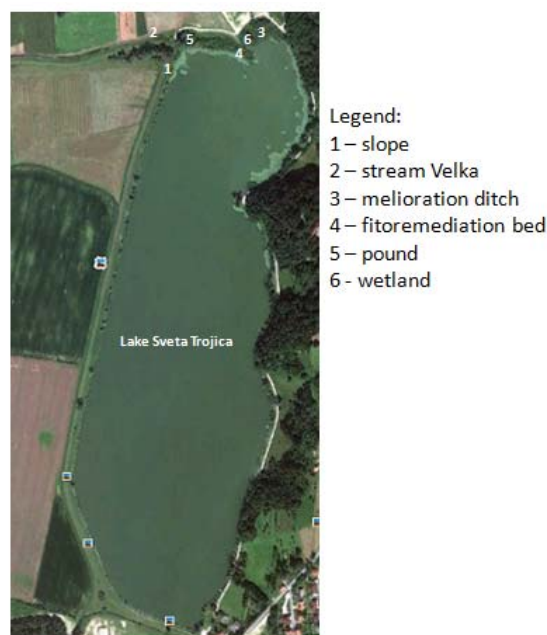 2
5
6
3
4
1
Lake Sveta Trojica
Legend:
1 – slope
2 – stream Velka
3 – melioration ditch
4 – fitoremediation bed
5 – pound
6 - wetland